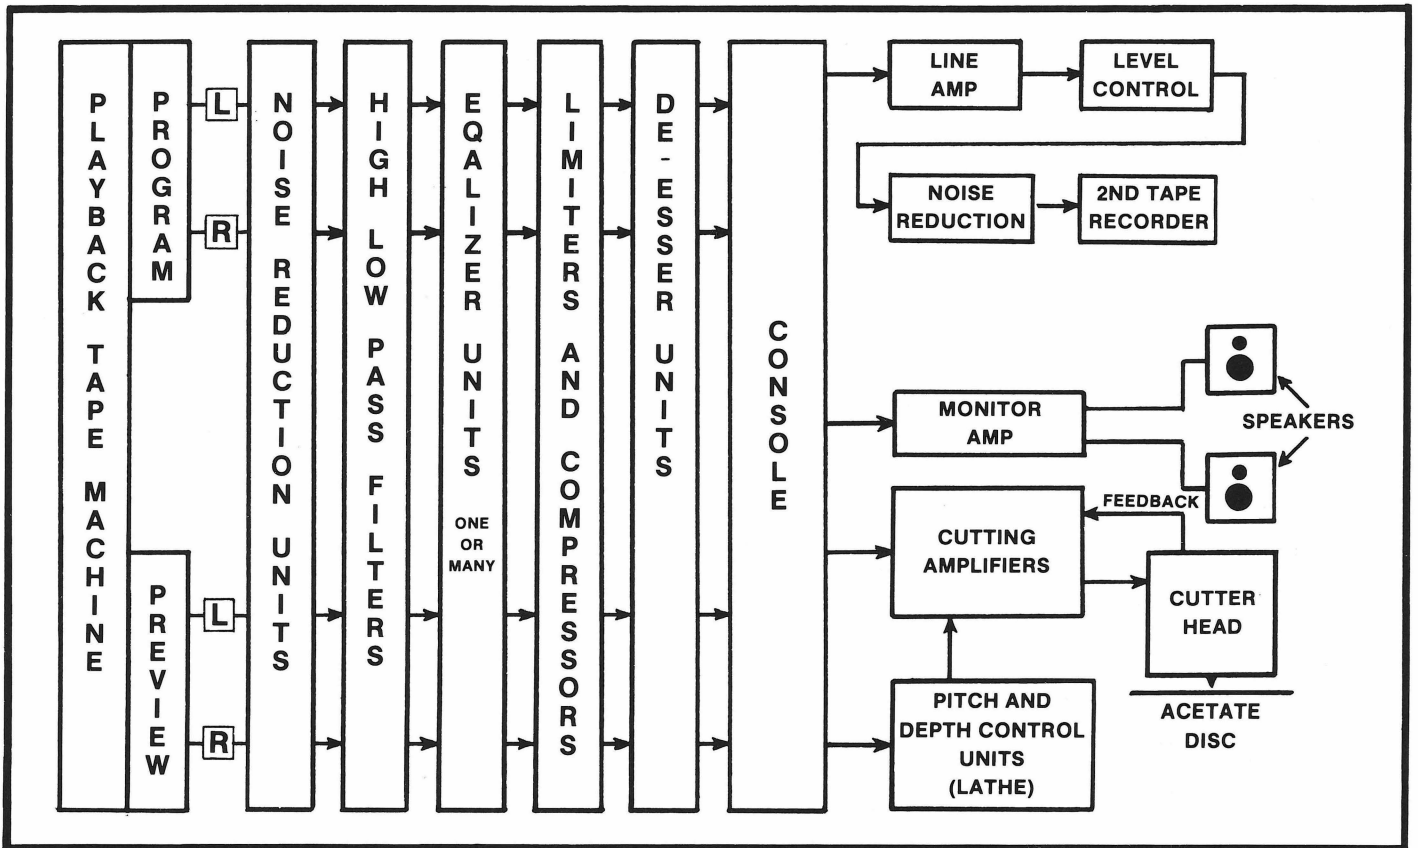 PLAYBACK TAPE MACHINE
PROGRAM
L
R
PREVIEW
L
R
NOISE REDUCTION UNITS
HIGH LOW PASS FILTERS
EQALIZER UNITS
ONE
OR
MANY
LIMITERS AND COMPRESSORS
DE-ESSER UNITS
CONSOLE
LINE
AMP
LEVEL
CONTROL
NOISE
REDUCTION
2ND TAPE
RECORDER
MONITOR
AMP
SPEAKERS
FEEDBACK
CUTTING
AMPLIFIERS
CUTTER
HEAD
PITCH AND
DEPTH CONTROL
UNITS
(LATHE)
ACETATE
DISC